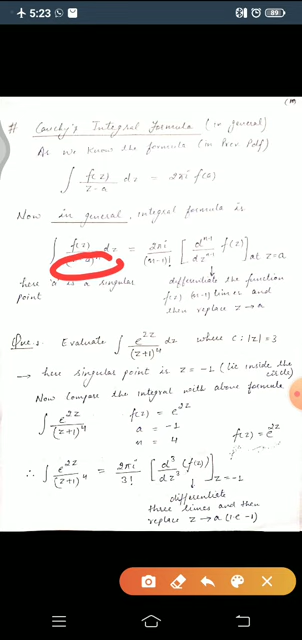 5:23 89
# Cauchy's Integral Formula (in general)
As we know the formula (in Prev Pdf)
∫ f(z)/(z-a) dz = 2πi f(a)
Now in general, integral formula is
∫ f(z) dz = 2πi/(n-1)! [d^(n-1)/dz^(n-1) f(z)] at z=a
here 'a' is a singular point
differentiate the function f(z) (n-1) times and then replace z→a
Que: Evaluate ∫ e^(2z)/(z+1)^4 dz where C: |z|=3
→ here singular point is z = -1 (lie inside the circle)
Now Compare the integral with above formula
∫ e^(2z)/(z+1)^4
f(z) = e^(2z)
a = -1
n = 4
f(z) = e^(2z)
∴ ∫ e^(2z)/(z+1)^4 = 2πi/3! [d^3/dz^3 (f(z))] z=-1
differentiate three times and then replace z→a (i.e -1)